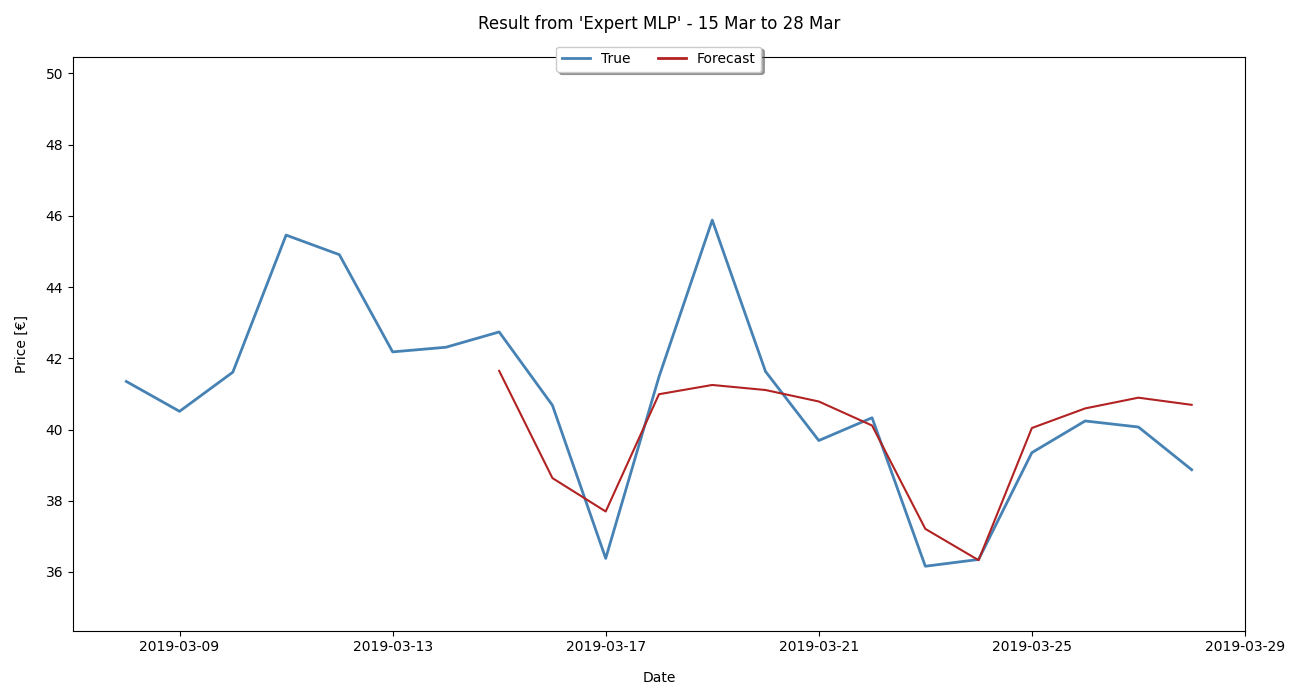 Result from 'Expert MLP' - 15 Mar to 28 Mar
True Forecast
50
48
46
44
42
40
38
36
Price [€]
2019-03-09 2019-03-13 2019-03-17 2019-03-21 2019-03-25 2019-03-29
Date